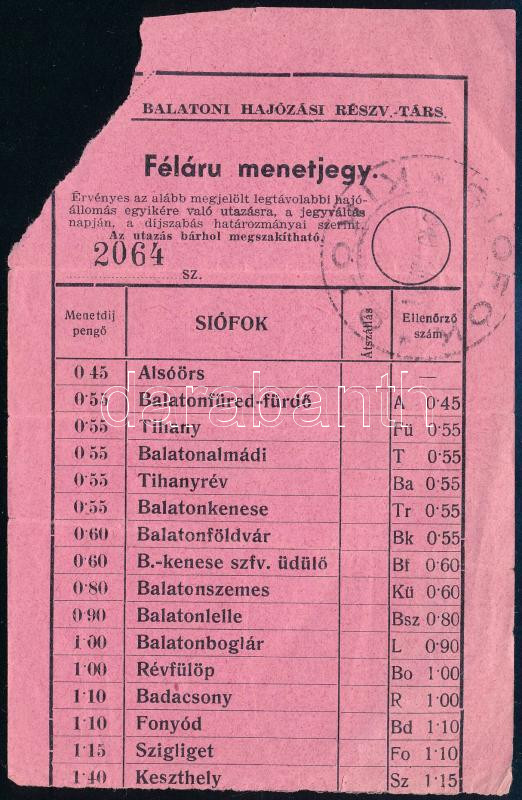 BALATONI HAJÓZÁSI RÉSZV.-TÁRS.
Féláru menetjegy.
Érvényes az alább megjelölt legtávolabbi hajó-
állomás egyikére való utazásra, a jegyváltás
napján, a díjszabás határozmányai szerint.
Az utazás bárhol megszakítható.
2064 sz.
Menetdíj pengő SIÓFOK Átszállás Ellenőrző szám
0·45 Alsóörs —
0·55 Balatonfüred-fürdő A 0·45
0·55 Tihany Fü 0·55
0 55 Balatonalmádi T 0·55
0·55 Tihanyrév Ba 0·55
0·55 Balatonkenese Tr 0·55
0·60 Balatonföldvár Bk 0·55
0·60 B.-kenese szfv. üdülő Bf 0·60
0·80 Balatonszemes Kü 0·60
0·90 Balatonlelle Bsz 0·80
1·00 Balatonboglár L 0·90
1·00 Révfülöp Bo 1·00
1·10 Badacsony R 1·00
1·10 Fonyód Bd 1·10
1·15 Szigliget Fo 1·10
1·40 Keszthely Sz 1·15
darabanth